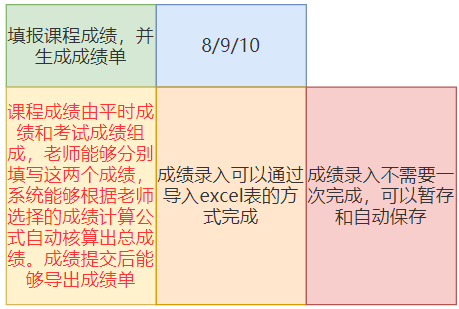 填报课程成绩，并
生成成绩单
8/9/10
课程成绩由平时成
绩和考试成绩组
成，老师能够分别
填写这两个成绩，
系统能够根据老师
选择的成绩计算公
式自动核算出总成
绩。成绩提交后能
够导出成绩单
成绩录入可以通过
导入excel表的方
式完成
成绩录入不需要一
次完成，可以暂存
和自动保存